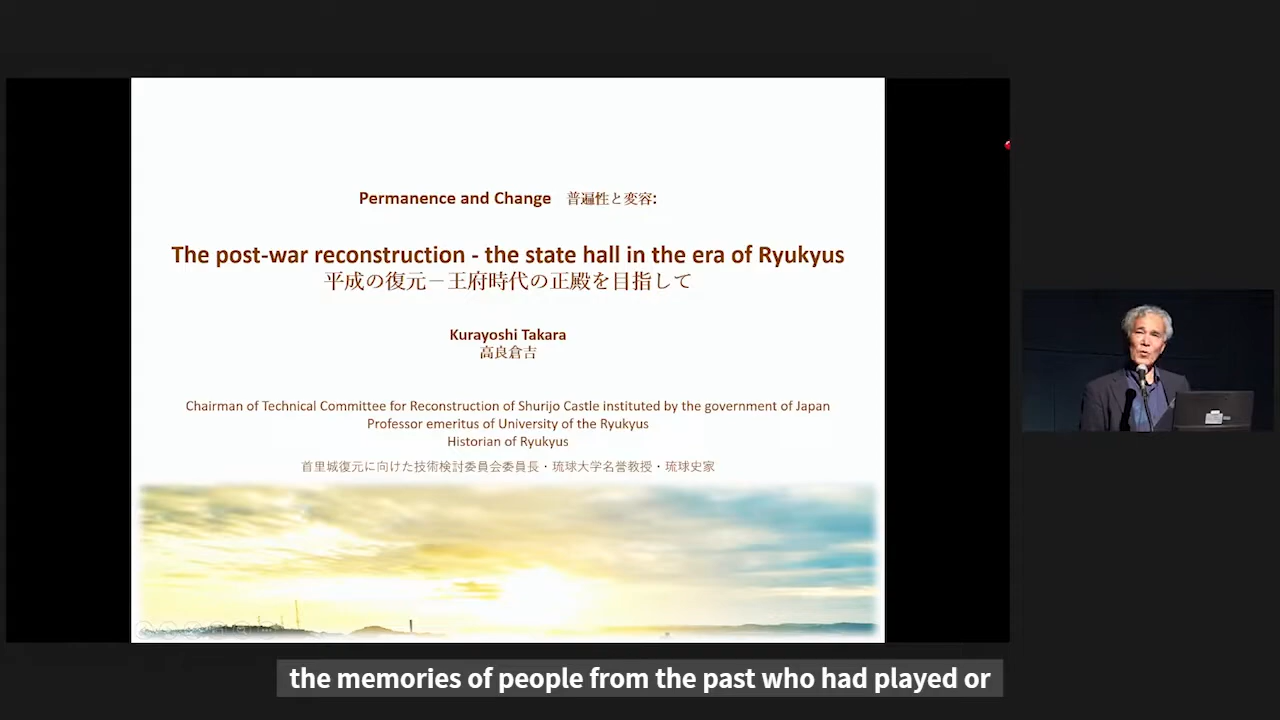 Permanence and Change 普遍性と変容:
The post-war reconstruction - the state hall in the era of Ryukyus
平成の復元－王府時代の正殿を目指して
Kurayoshi Takara
高良倉吉
Chairman of Technical Committee for Reconstruction of Shurijo Castle instituted by the government of Japan
Professor emeritus of University of the Ryukyus
Historian of Ryukyus
首里城復元に向けた技術検討委員会委員長・琉球大学名誉教授・琉球史家
the memories of people from the past who had played or